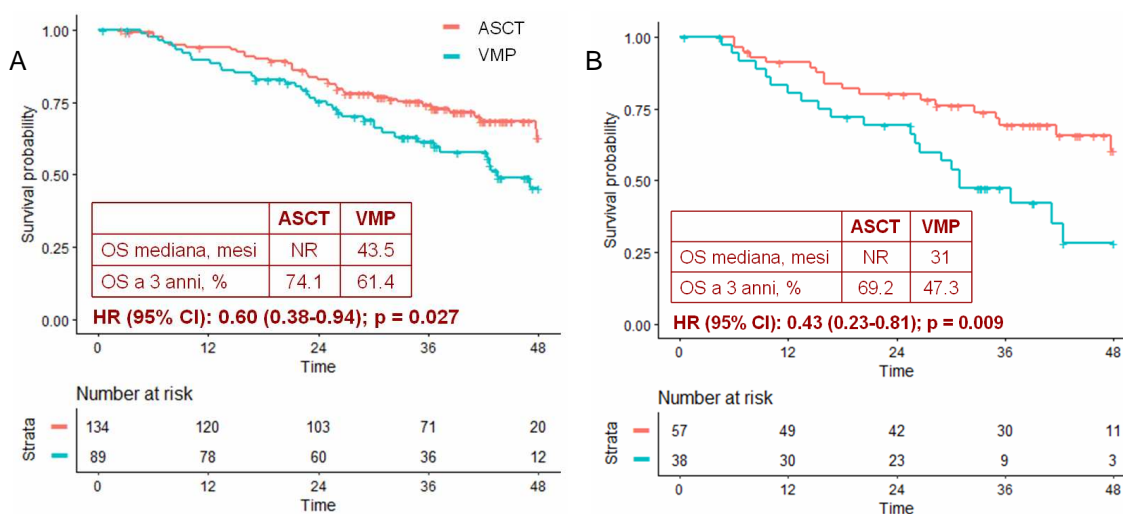 A
Survival probability
1.00
0.75
0.50
0.25
0.00
ASCT
VMP
ASCT VMP
OS mediana, mesi NR 43.5
OS a 3 anni, % 74.1 61.4
HR (95% CI): 0.60 (0.38-0.94); p = 0.027
0 12 24 36 48
Time
Number at risk
Strata
134 120 103 71 20
89 78 60 36 12
0 12 24 36 48
Time
B
Survival probability
1.00
0.75
0.50
0.25
0.00
ASCT VMP
OS mediana, mesi NR 31
OS a 3 anni, % 69.2 47.3
HR (95% CI): 0.43 (0.23-0.81); p = 0.009
0 12 24 36 48
Time
Number at risk
Strata
57 49 42 30 11
38 30 23 9 3
0 12 24 36 48
Time